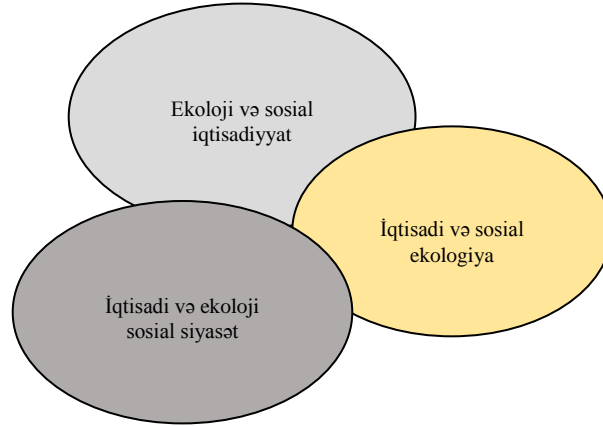 Ekoloji və sosial
iqtisadiyyat
İqtisadi və sosial
ekologiya
İqtisadi və ekoloji
sosial siyasət